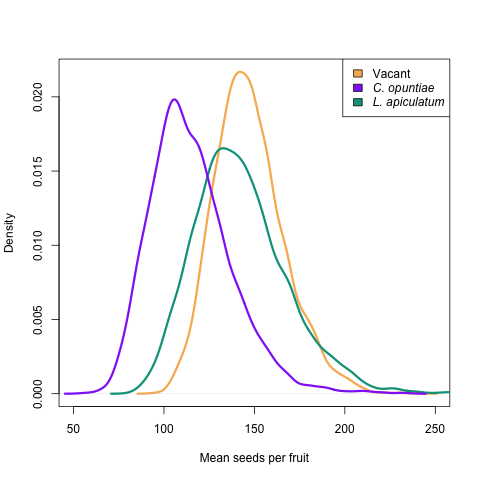 Vacant
C. opuntiae
L. apiculatum
Density
0.020
0.015
0.010
0.005
0.000
50 100 150 200 250
Mean seeds per fruit